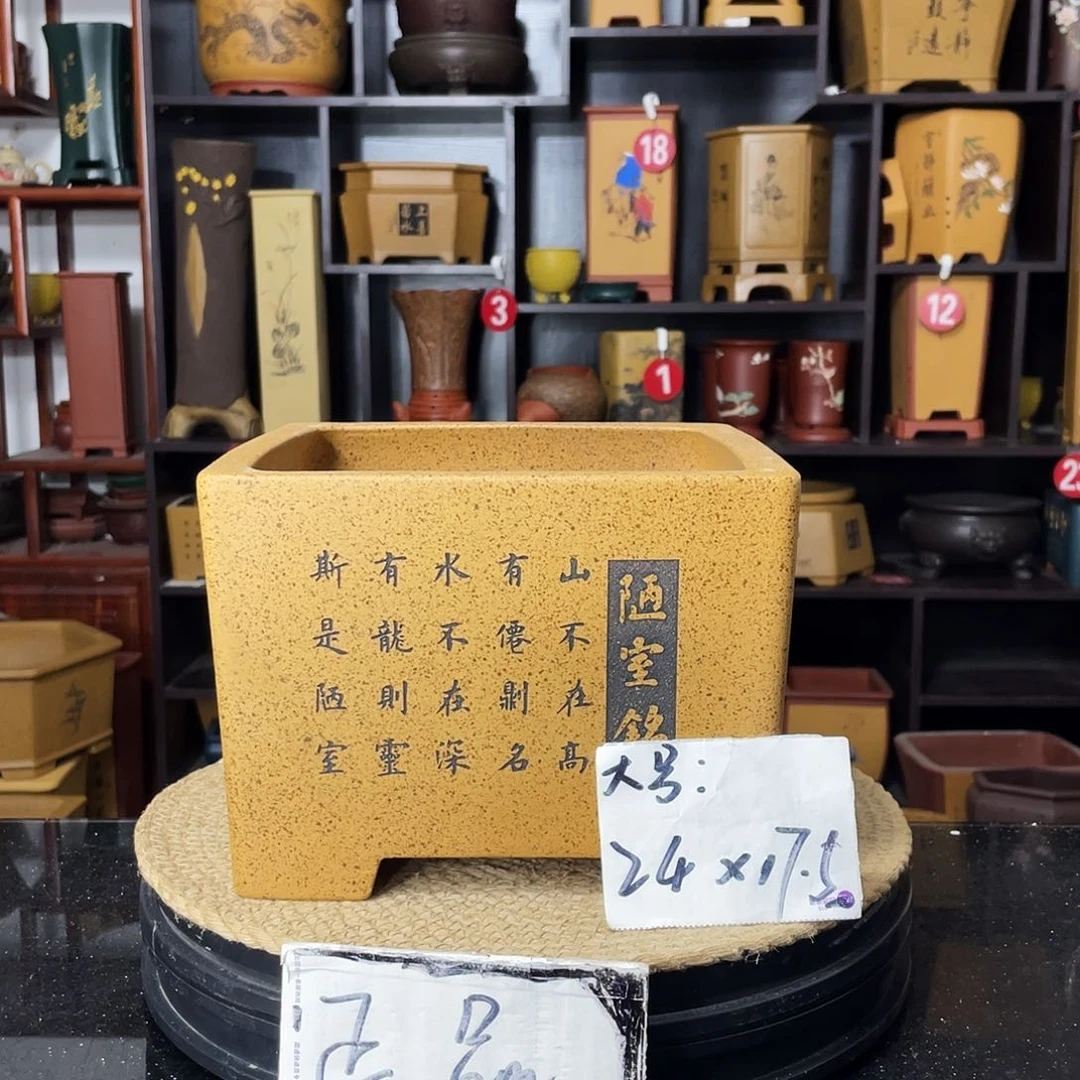 陋室銘
山不在高
有僊則名
水不在深
有龍則靈
斯是陋室
大号:
24×17.5
18
3
1
12